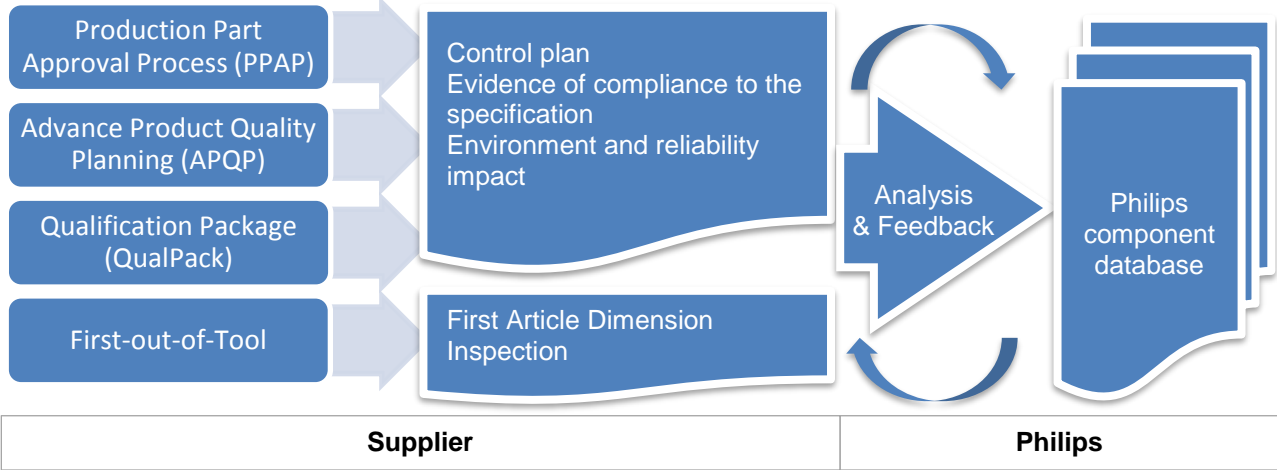 Production Part
Approval Process (PPAP)
Advance Product Quality
Planning (APQP)
Qualification Package
(QualPack)
First-out-of-Tool
Control plan
Evidence of compliance to the
specification
Environment and reliability
impact
First Article Dimension
Inspection
Analysis
& Feedback
Philips
component
database
Supplier
Philips